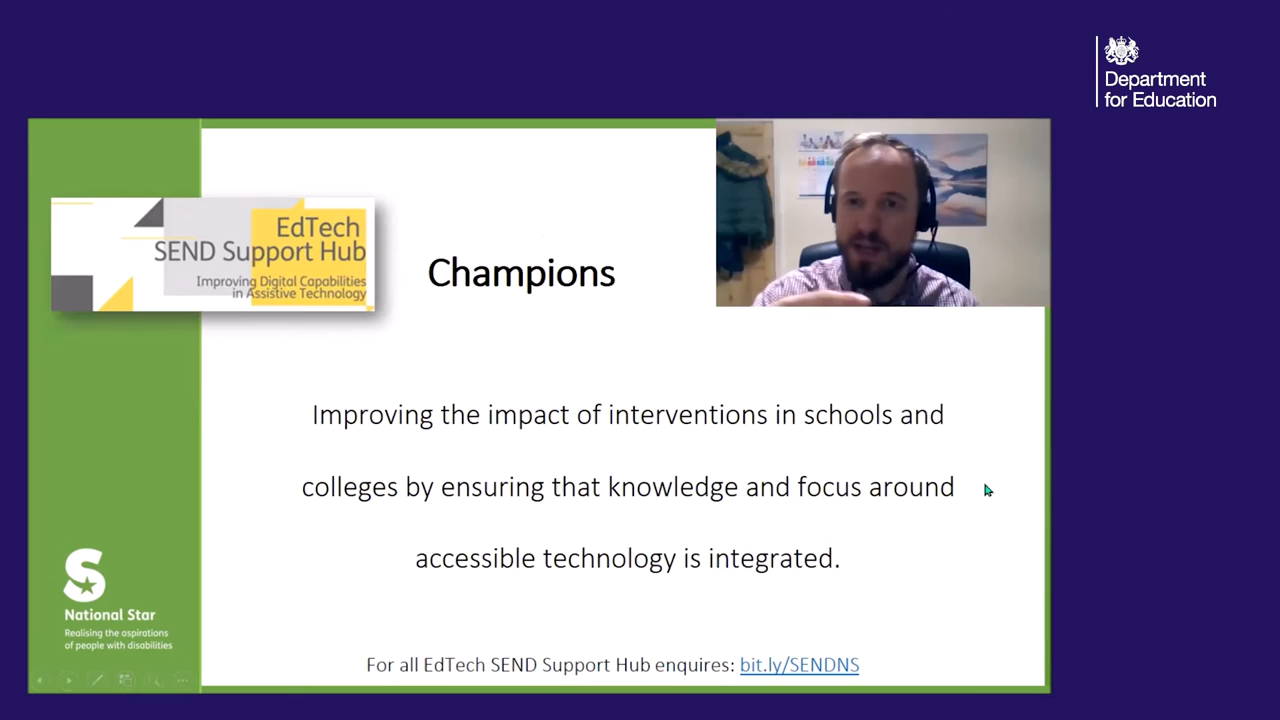 Department
for Education
EdTech
SEND Support Hub
Improving Digital Capabilities
in Assistive Technology
Champions
Improving the impact of interventions in schools and
colleges by ensuring that knowledge and focus around
accessible technology is integrated.
National Star
Realising the aspirations
of people with disabilities
For all EdTech SEND Support Hub enquires: bit.ly/SENDNS